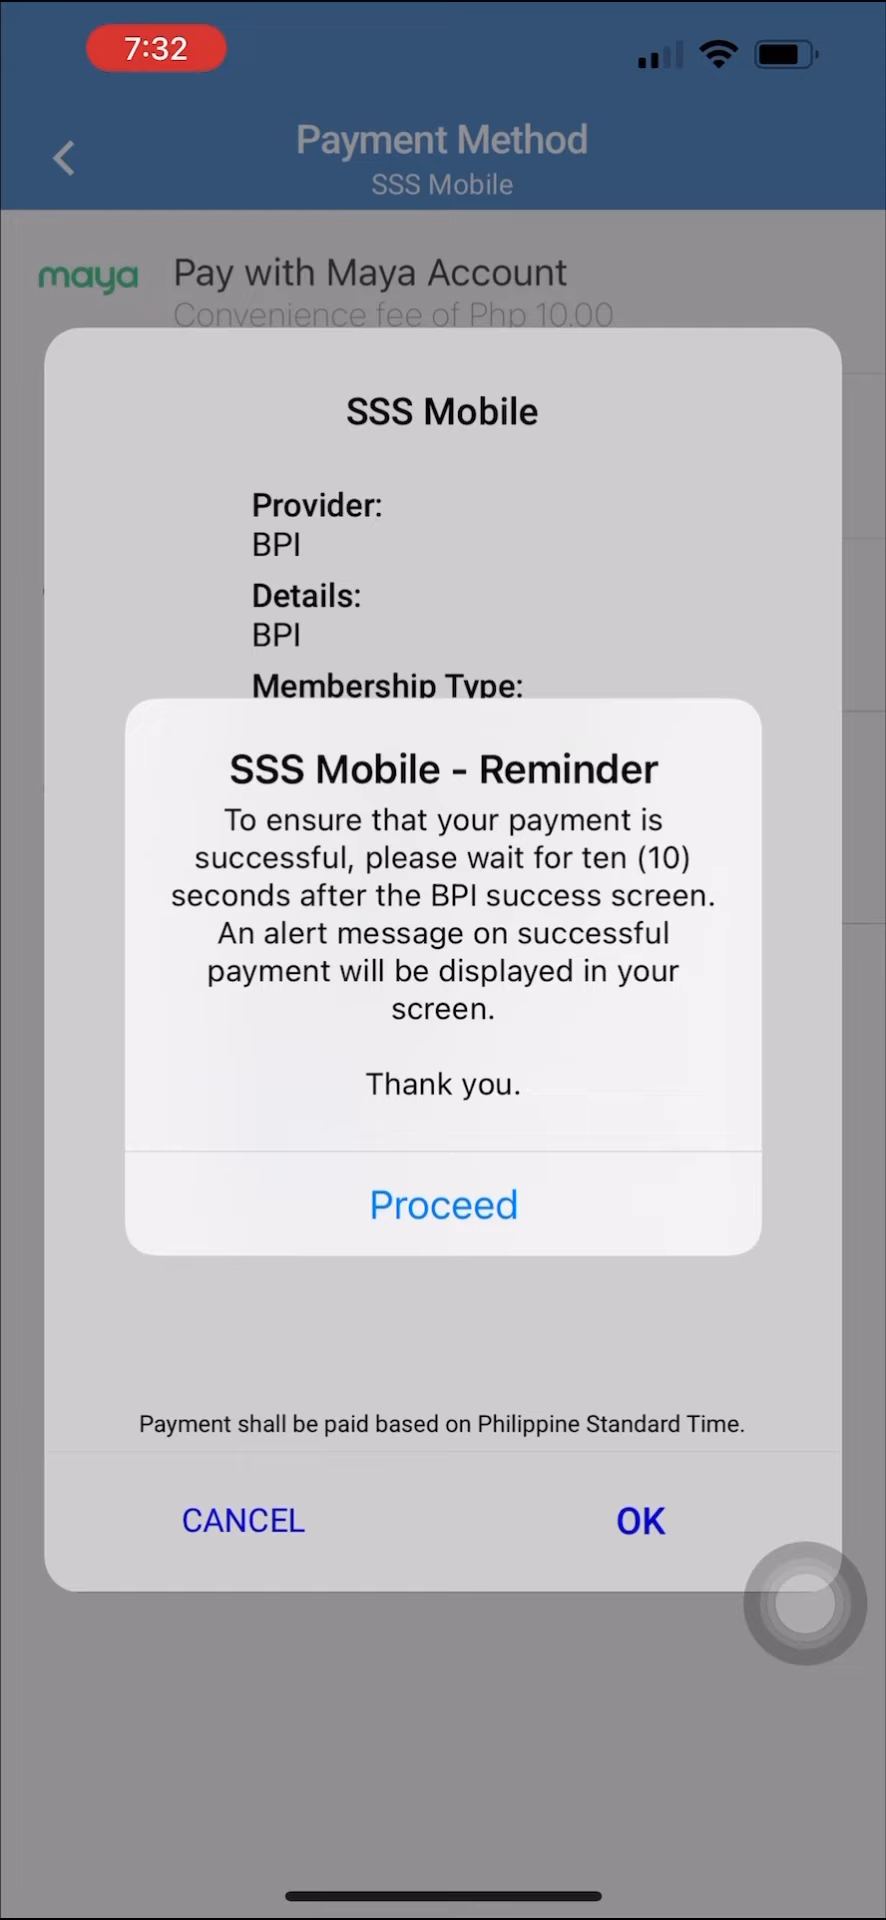 7:32
Payment Method
SSS Mobile
maya
Pay with Maya Account
Convenience fee of Php 10.00
SSS Mobile
Provider:
BPI
Details:
BPI
Membership Type:
SSS Mobile - Reminder
To ensure that your payment is
successful, please wait for ten (10)
seconds after the BPI success screen.
An alert message on successful
payment will be displayed in your
screen.
Thank you.
Proceed
Payment shall be paid based on Philippine Standard Time.
CANCEL
OK